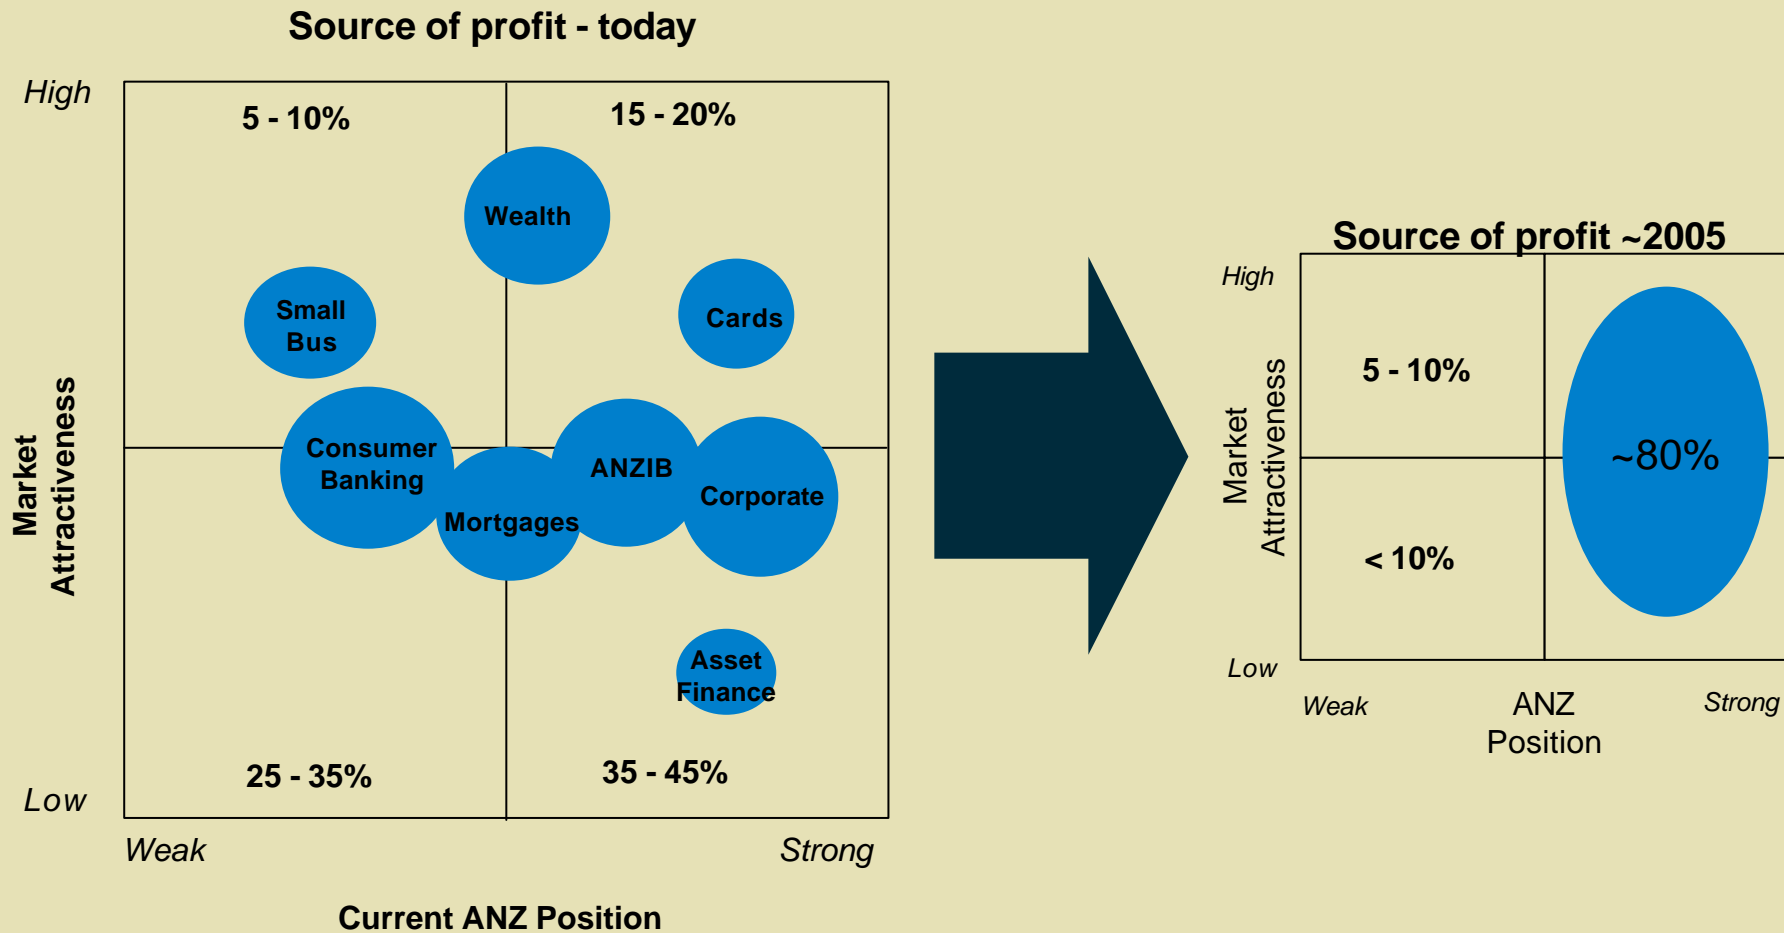 Source of profit - today
High
5 - 10%
15 - 20%
Wealth
Small
Bus
Cards
Consumer
Banking
Mortgages
ANZIB
Corporate
Asset
Finance
25 - 35%
35 - 45%
Market
Attractiveness
Low
Weak
Strong
Current ANZ Position
Source of profit ~2005
High
5 - 10%
~80%
Market
Attractiveness
< 10%
Low
Weak
ANZ
Position
Strong